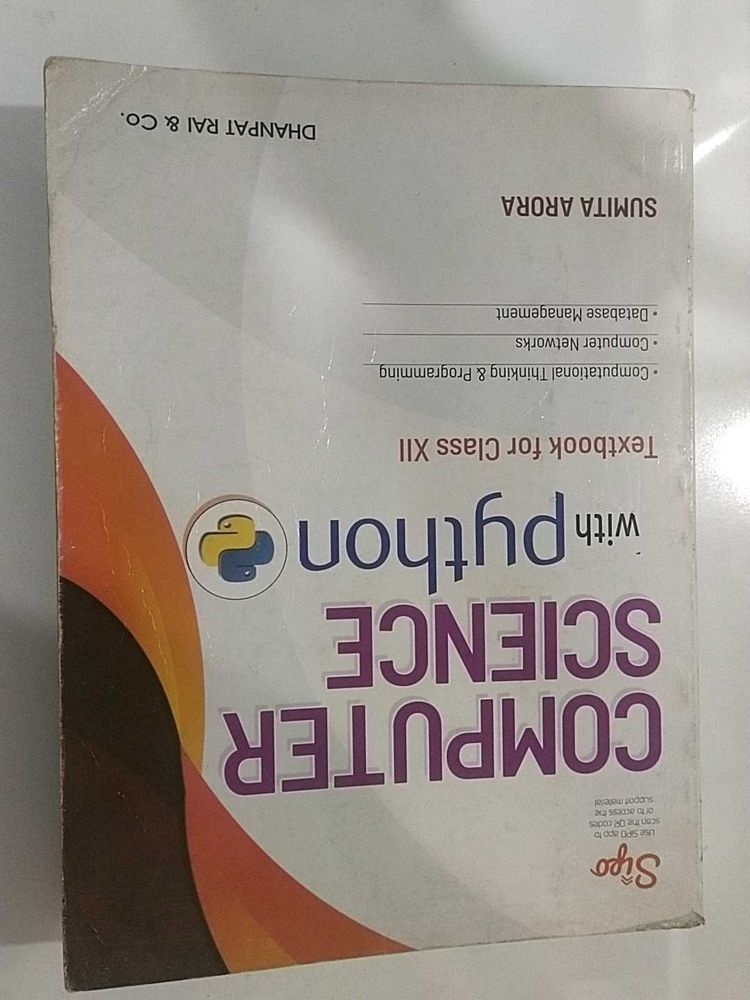 Sipo
Use SIPO app to
scan the QR codes
or to access the
support material
COMPUTER
SCIENCE
with python
Textbook for Class XII
• Computational Thinking & Programming
• Computer Networks
• Database Management
SUMITA ARORA
DHANPAT RAI & CO.